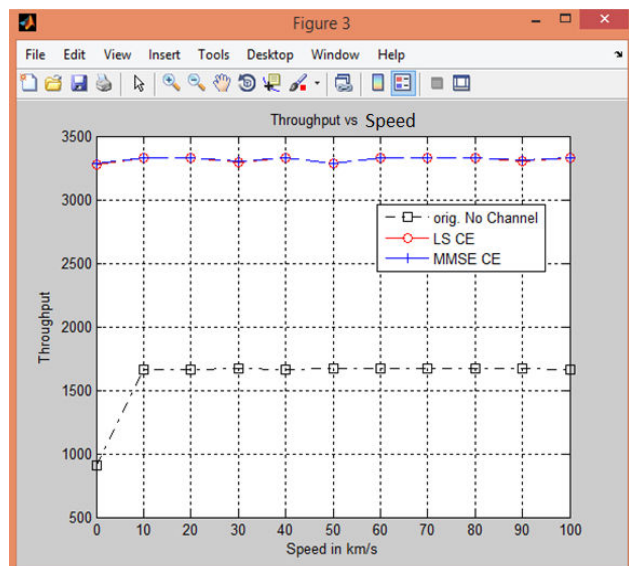 Figure 3
File Edit View Insert Tools Desktop Window Help
Throughput vs Speed
3500
3000
2500
2000
1500
1000
500
Throughput
orig. No Channel
LS CE
MMSE CE
0 10 20 30 40 50 60 70 80 90 100
Speed in km/s